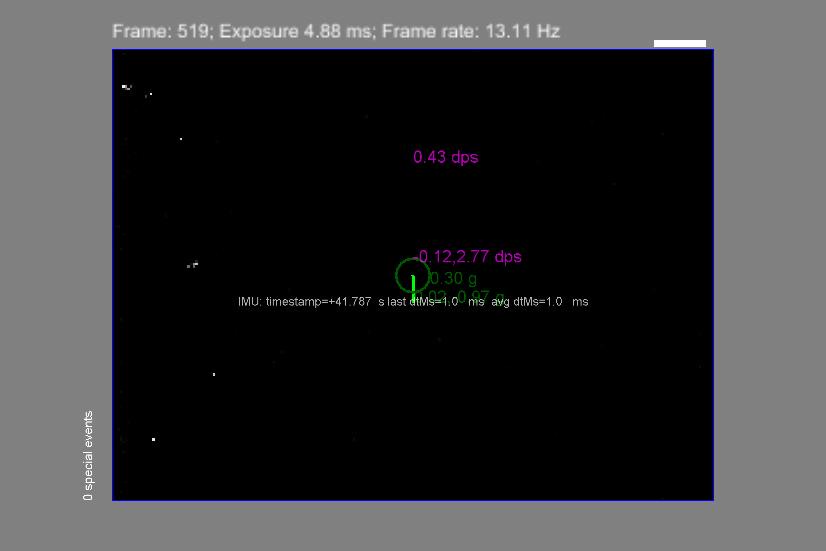 Frame: 519; Exposure 4.88 ms; Frame rate: 13.11 Hz
0.43 dps
-0.12,2.77 dps
0.30 g
IMU: timestamp=+41.787 s last dtMs=1.0 ms avg dtMs=1.0 ms
0 special events